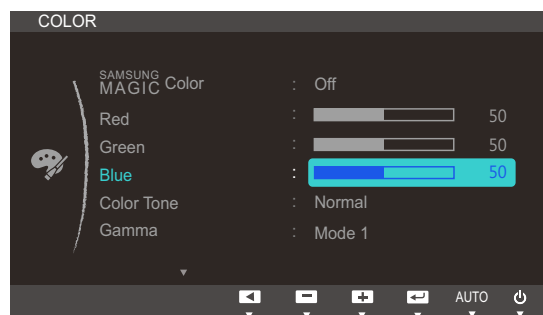 COLOR
SAMSUNG MAGIC Color : Off
Red : 50
Green : 50
Blue : 50
Color Tone : Normal
Gamma : Mode 1
AUTO